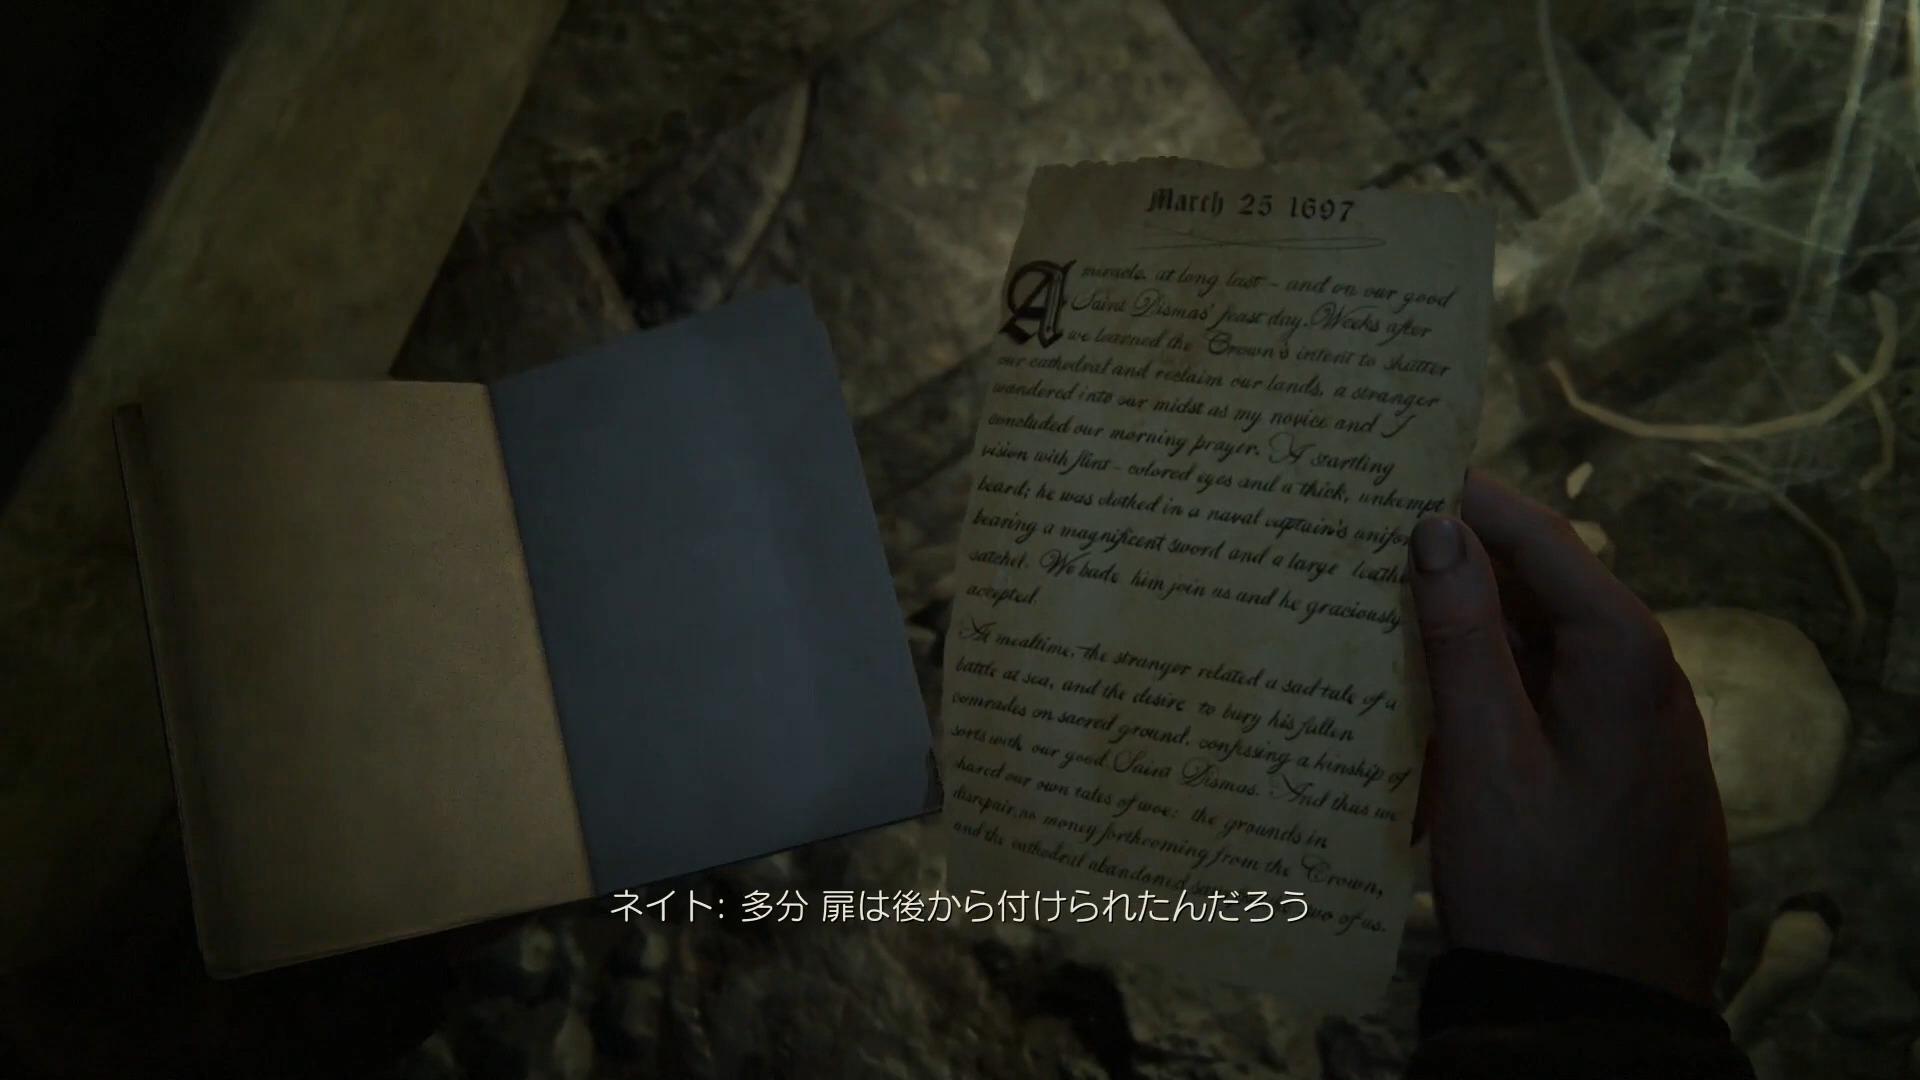 March 25 1697
A miracle, at long last - and on our good
Saint Dismas' feast day. Weeks after
we learned the Crown's intent to shutter
our cathedral and reclaim our lands, a stranger
wandered into our midst as my novice and I
concluded our morning prayer. A startling
vision with flint-colored eyes and a thick, unkempt
beard; he was clothed in a naval captain's
bearing a magnificent sword and a large
satchel. We bade him join us and he graciously
accepted.
At mealtime, the stranger related a sad tale of a
battle at sea, and the desire to bury his fallen
comrades on sacred ground, confessing a kinship of
sorts with our good Saint Dismas. And thus we
shared our own tales of woe: the grounds in
disrepair, no money forthcoming from the Crown,
and the cathedral abandoned two of us.
ネイト: 多分 扉は後から付けられたんだろう